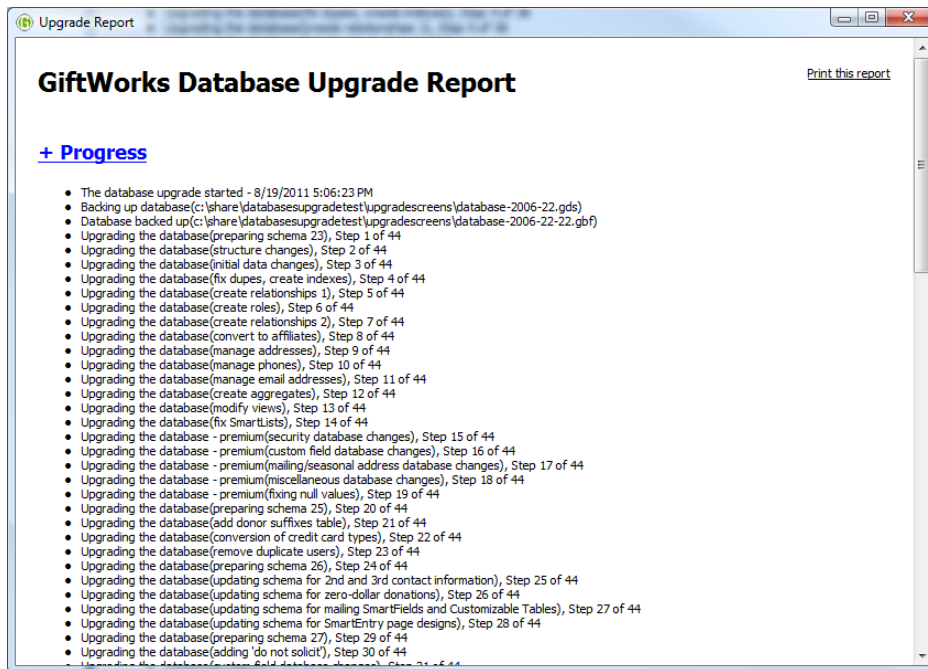 Upgrade Report
GiftWorks Database Upgrade Report
Print this report
+ Progress
• The database upgrade started - 8/19/2011 5:06:23 PM
• Backing up database(c:\share\databasesupgradetest\upgradescreens\database-2006-22.gds)
• Database backed up(c:\share\databasesupgradetest\upgradescreens\database-2006-22-22.gbf)
• Upgrading the database(preparing schema 23), Step 1 of 44
• Upgrading the database(structure changes), Step 2 of 44
• Upgrading the database(initial data changes), Step 3 of 44
• Upgrading the database(fix dupes, create indexes), Step 4 of 44
• Upgrading the database(create relationships 1), Step 5 of 44
• Upgrading the database(create roles), Step 6 of 44
• Upgrading the database(create relationships 2), Step 7 of 44
• Upgrading the database(convert to affiliates), Step 8 of 44
• Upgrading the database(manage addresses), Step 9 of 44
• Upgrading the database(manage phones), Step 10 of 44
• Upgrading the database(manage email addresses), Step 11 of 44
• Upgrading the database(create aggregates), Step 12 of 44
• Upgrading the database(modify views), Step 13 of 44
• Upgrading the database(fix SmartLists), Step 14 of 44
• Upgrading the database - premium(security database changes), Step 15 of 44
• Upgrading the database - premium(custom field database changes), Step 16 of 44
• Upgrading the database - premium(mailing/seasonal address database changes), Step 17 of 44
• Upgrading the database - premium(miscellaneous database changes), Step 18 of 44
• Upgrading the database - premium(fixing null values), Step 19 of 44
• Upgrading the database(preparing schema 25), Step 20 of 44
• Upgrading the database(add donor suffixes table), Step 21 of 44
• Upgrading the database(conversion of credit card types), Step 22 of 44
• Upgrading the database(remove duplicate users), Step 23 of 44
• Upgrading the database(preparing schema 26), Step 24 of 44
• Upgrading the database(updating schema for 2nd and 3rd contact information), Step 25 of 44
• Upgrading the database(updating schema for zero-dollar donations), Step 26 of 44
• Upgrading the database(updating schema for mailing SmartFields and Customizable Tables), Step 27 of 44
• Upgrading the database(updating schema for SmartEntry page designs), Step 28 of 44
• Upgrading the database(preparing schema 27), Step 29 of 44
• Upgrading the database(adding 'do not solicit'), Step 30 of 44